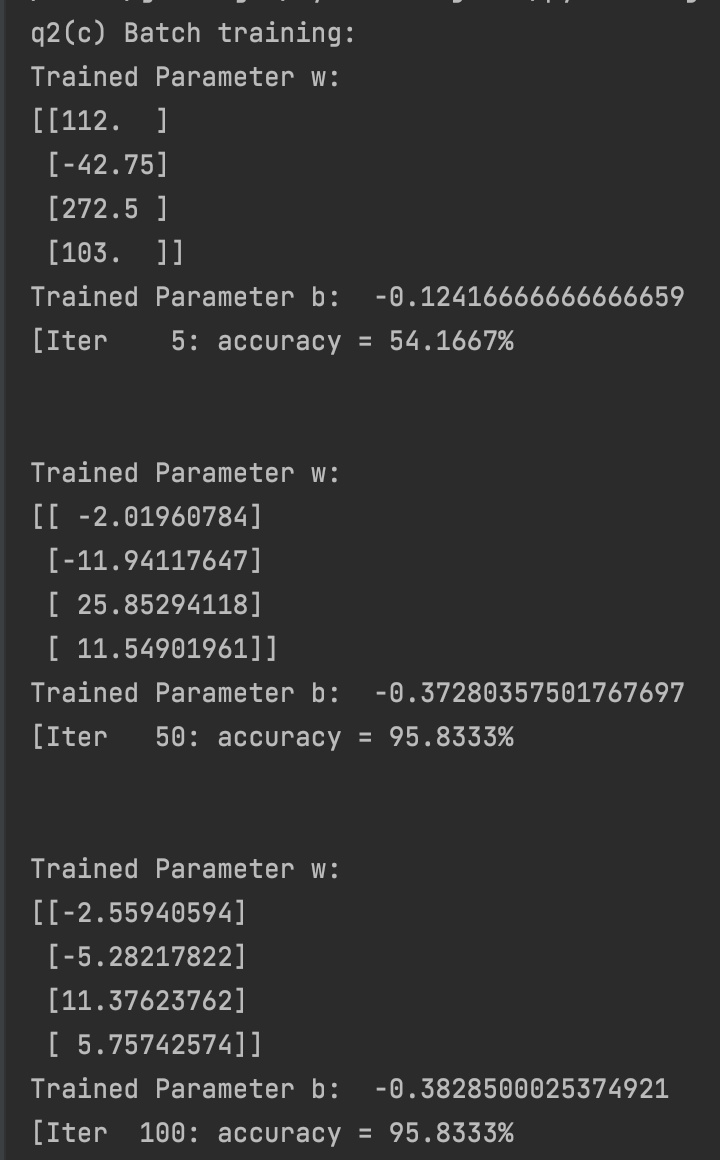 q2(c) Batch training:
Trained Parameter w:
[[112.  ]
 [-42.75]
 [272.5 ]
 [103.  ]]
Trained Parameter b:  -0.12416666666666659
[Iter    5: accuracy = 54.1667%
Trained Parameter w:
[[ -2.01960784]
 [-11.94117647]
 [ 25.85294118]
 [ 11.54901961]]
Trained Parameter b:  -0.37280357501767697
[Iter   50: accuracy = 95.8333%
Trained Parameter w:
[[-2.55940594]
 [-5.28217822]
 [11.37623762]
 [ 5.75742574]]
Trained Parameter b:  -0.3828500025374921
[Iter  100: accuracy = 95.8333%